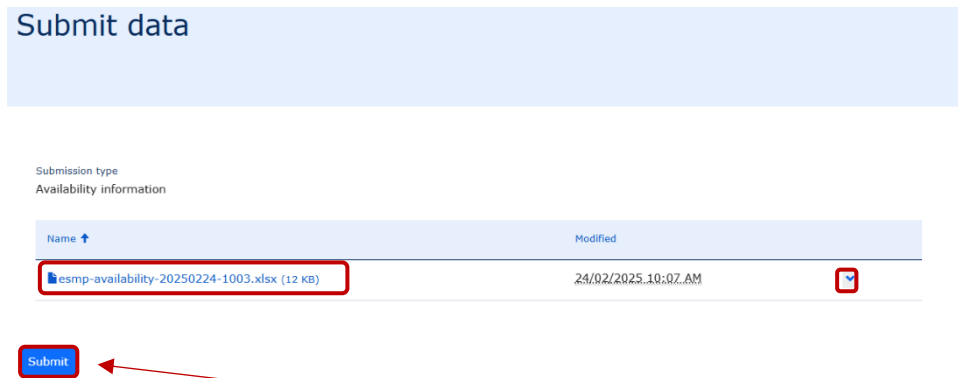 Submit data
Submission type
Availability information
Name ↑ Modified
esmp-availability-20250224-1003.xlsx (12 KB) 24/02/2025 10:07 AM
Submit